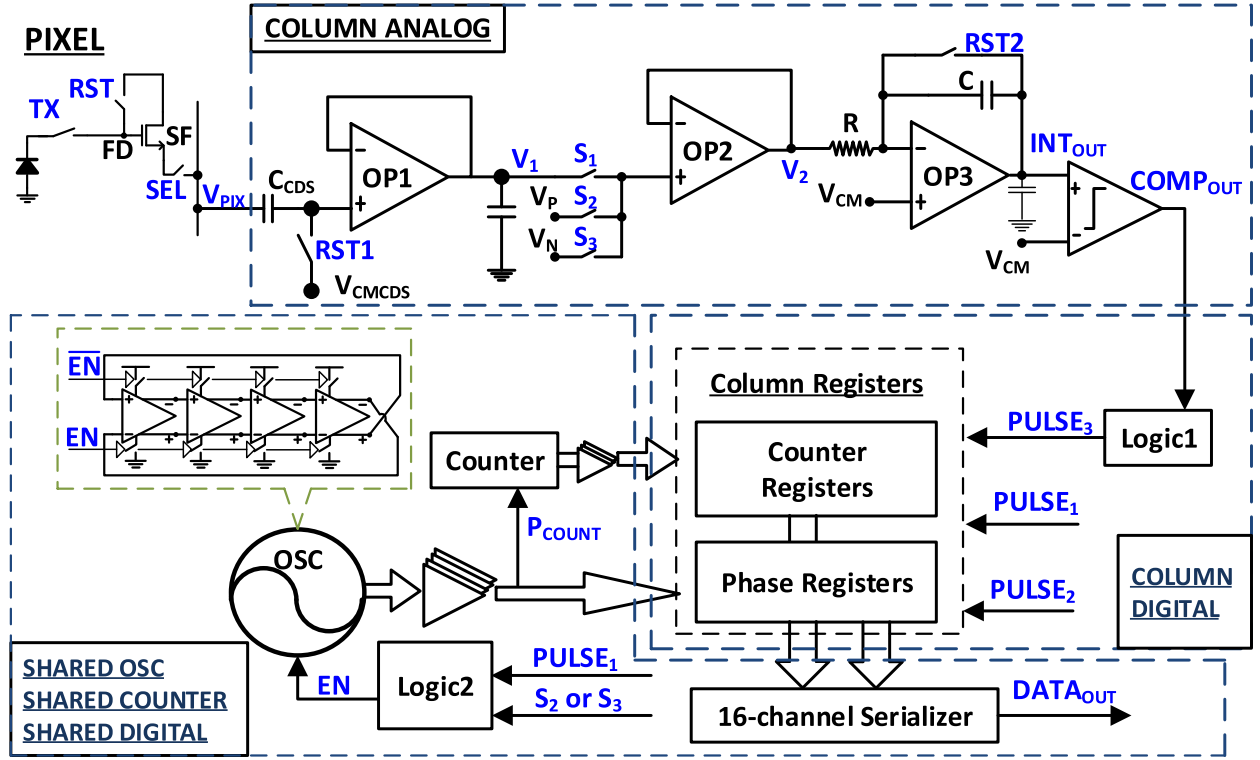 COLUMN ANALOG
PIXEL
RST
TX
FD
SF
SEL
VPIX
CCDS
RST1
VCMCDS
OP1
V1
S1
VP
S2
VN
S3
OP2
V2
R
RST2
C
OP3
VCM
INTOUT
VCM
COMPOUT
EN
EN
OSC
Counter
PCOUNT
Column Registers
Counter
Registers
Phase Registers
PULSE3
Logic1
PULSE1
PULSE2
COLUMN
DIGITAL
SHARED OSC
SHARED COUNTER
SHARED DIGITAL
EN
Logic2
PULSE1
S2 or S3
16-channel Serializer
DATAOUT